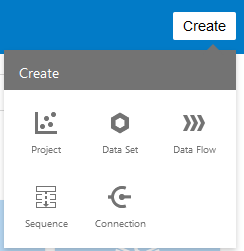 Create
Create
Project Data Set Data Flow
Sequence Connection